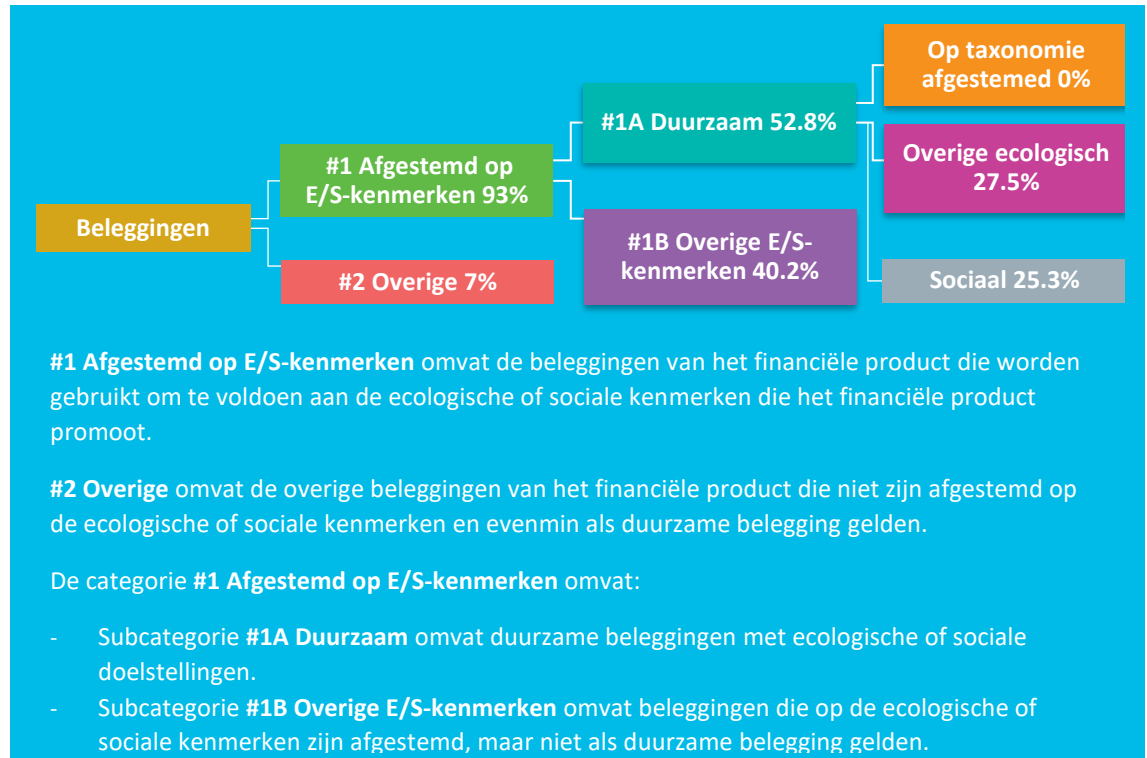 Op taxonomie
afgestemed 0%
#1A Duurzaam 52.8%
Overige ecologisch
27.5%
#1 Afgestemd op
E/S-kenmerken 93%
Beleggingen
#1B Overige E/S-
kenmerken 40.2%
#2 Overige 7%
Sociaal 25.3%
#1 Afgestemd op E/S-kenmerken omvat de beleggingen van het financiële product die worden
gebruikt om te voldoen aan de ecologische of sociale kenmerken die het financiële product
promoot.
#2 Overige omvat de overige beleggingen van het financiële product die niet zijn afgestemd op
de ecologische of sociale kenmerken en evenmin als duurzame belegging gelden.
De categorie #1 Afgestemd op E/S-kenmerken omvat:
- Subcategorie #1A Duurzaam omvat duurzame beleggingen met ecologische of sociale
doelstellingen.
- Subcategorie #1B Overige E/S-kenmerken omvat beleggingen die op de ecologische of
sociale kenmerken zijn afgestemd, maar niet als duurzame belegging gelden.